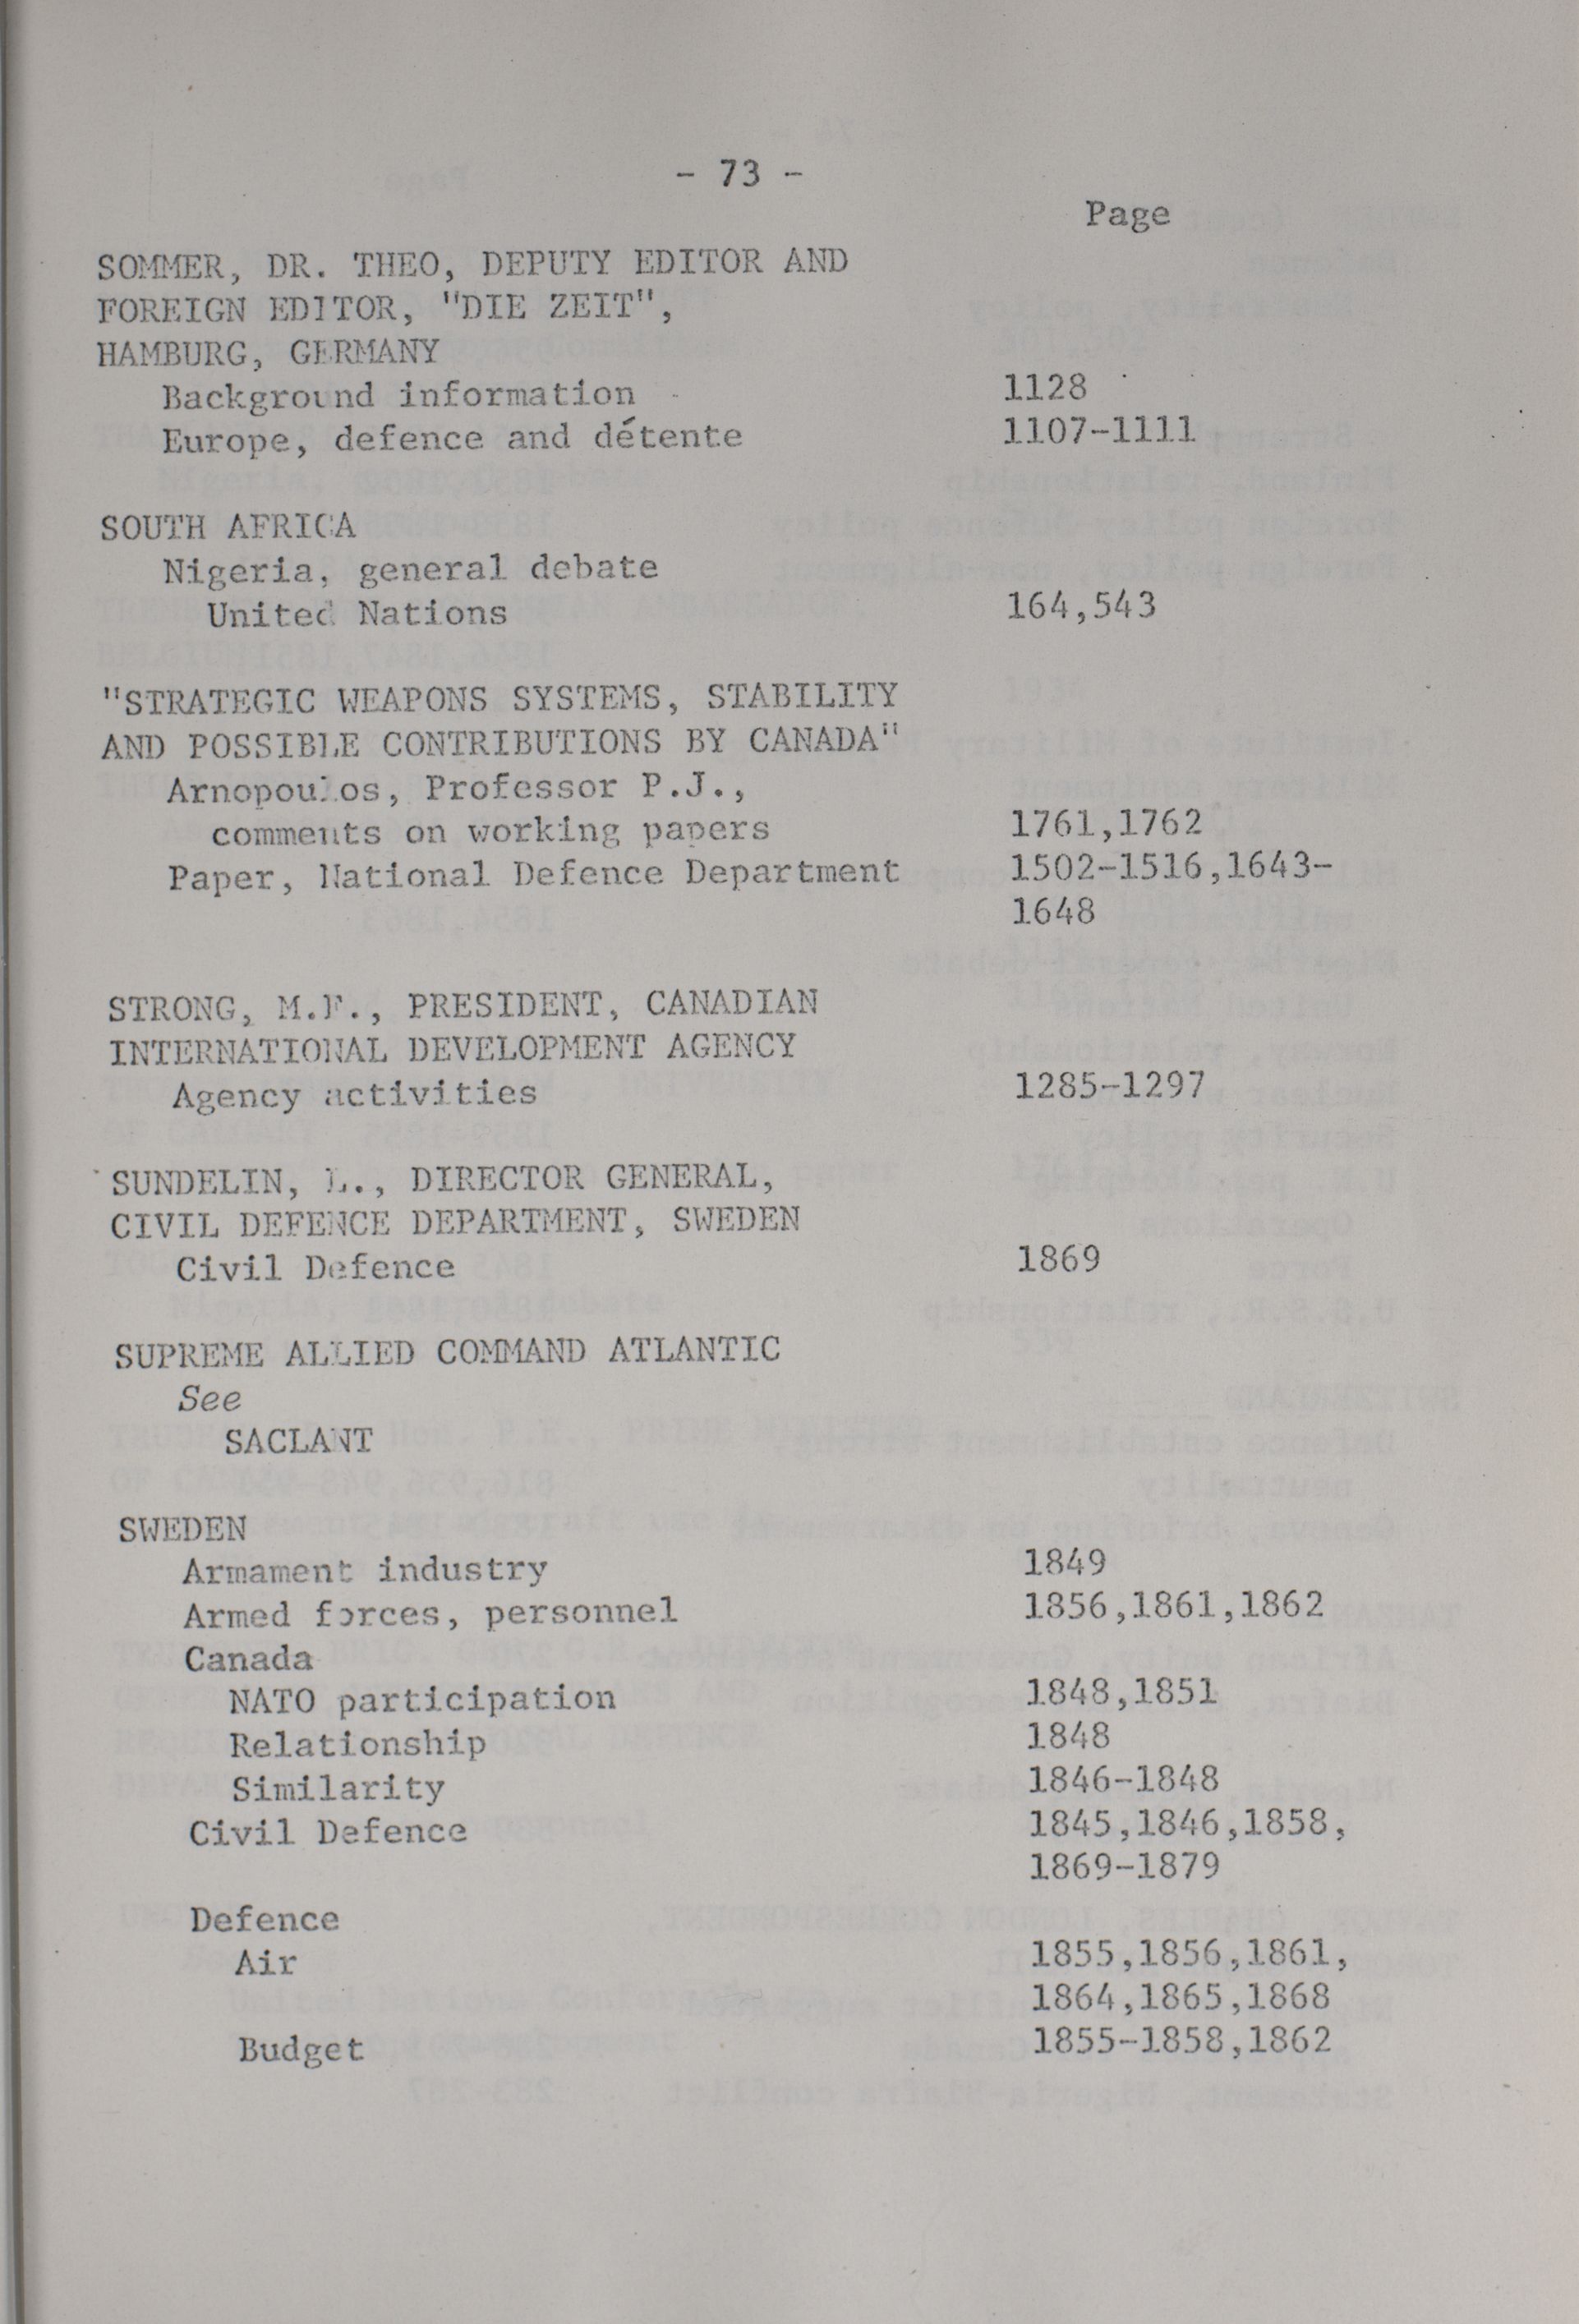 - 73 -
Page
SOMMER, DR. THEO, DEPUTY EDITOR AND
FOREIGN EDITOR, "DIE ZEIT",
HAMBURG, GERMANY
Background information 1128
Europe, defence and détente 1107-1111
SOUTH AFRICA
Nigeria, general debate
United Nations 164,543
"STRATEGIC WEAPONS SYSTEMS, STABILITY
AND POSSIBLE CONTRIBUTIONS BY CANADA"
Arnopoulos, Professor P.J.,
comments on working papers 1761,1762
Paper, National Defence Department 1502-1516,1643-
1648
STRONG, M.F., PRESIDENT, CANADIAN
INTERNATIONAL DEVELOPMENT AGENCY
Agency activities 1285-1297
SUNDELIN, L., DIRECTOR GENERAL,
CIVIL DEFENCE DEPARTMENT, SWEDEN
Civil Defence 1869
SUPREME ALLIED COMMAND ATLANTIC
See
SACLANT
SWEDEN
Armament industry 1849
Armed forces, personnel 1856,1861,1862
Canada
NATO participation 1848,1851
Relationship 1848
Similarity 1846-1848
Civil Defence 1845,1846,1858,
1869-1879
Defence
Air 1855,1856,1861,
1864,1865,1868
Budget 1855-1858,1862